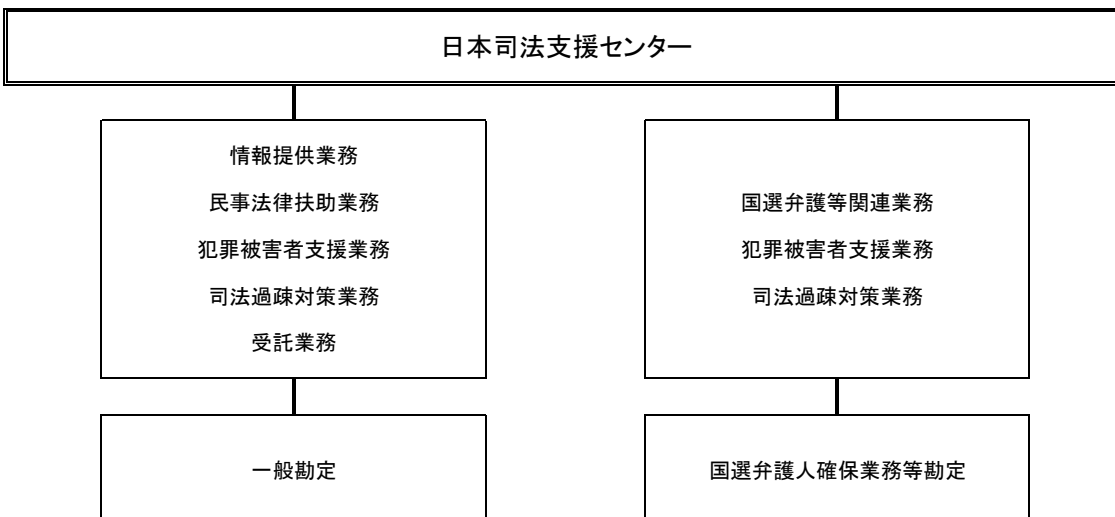 日本司法支援センター
情報提供業務
民事法律扶助業務
犯罪被害者支援業務
司法過疎対策業務
受託業務
国選弁護等関連業務
犯罪被害者支援業務
司法過疎対策業務
一般勘定
国選弁護人確保業務等勘定